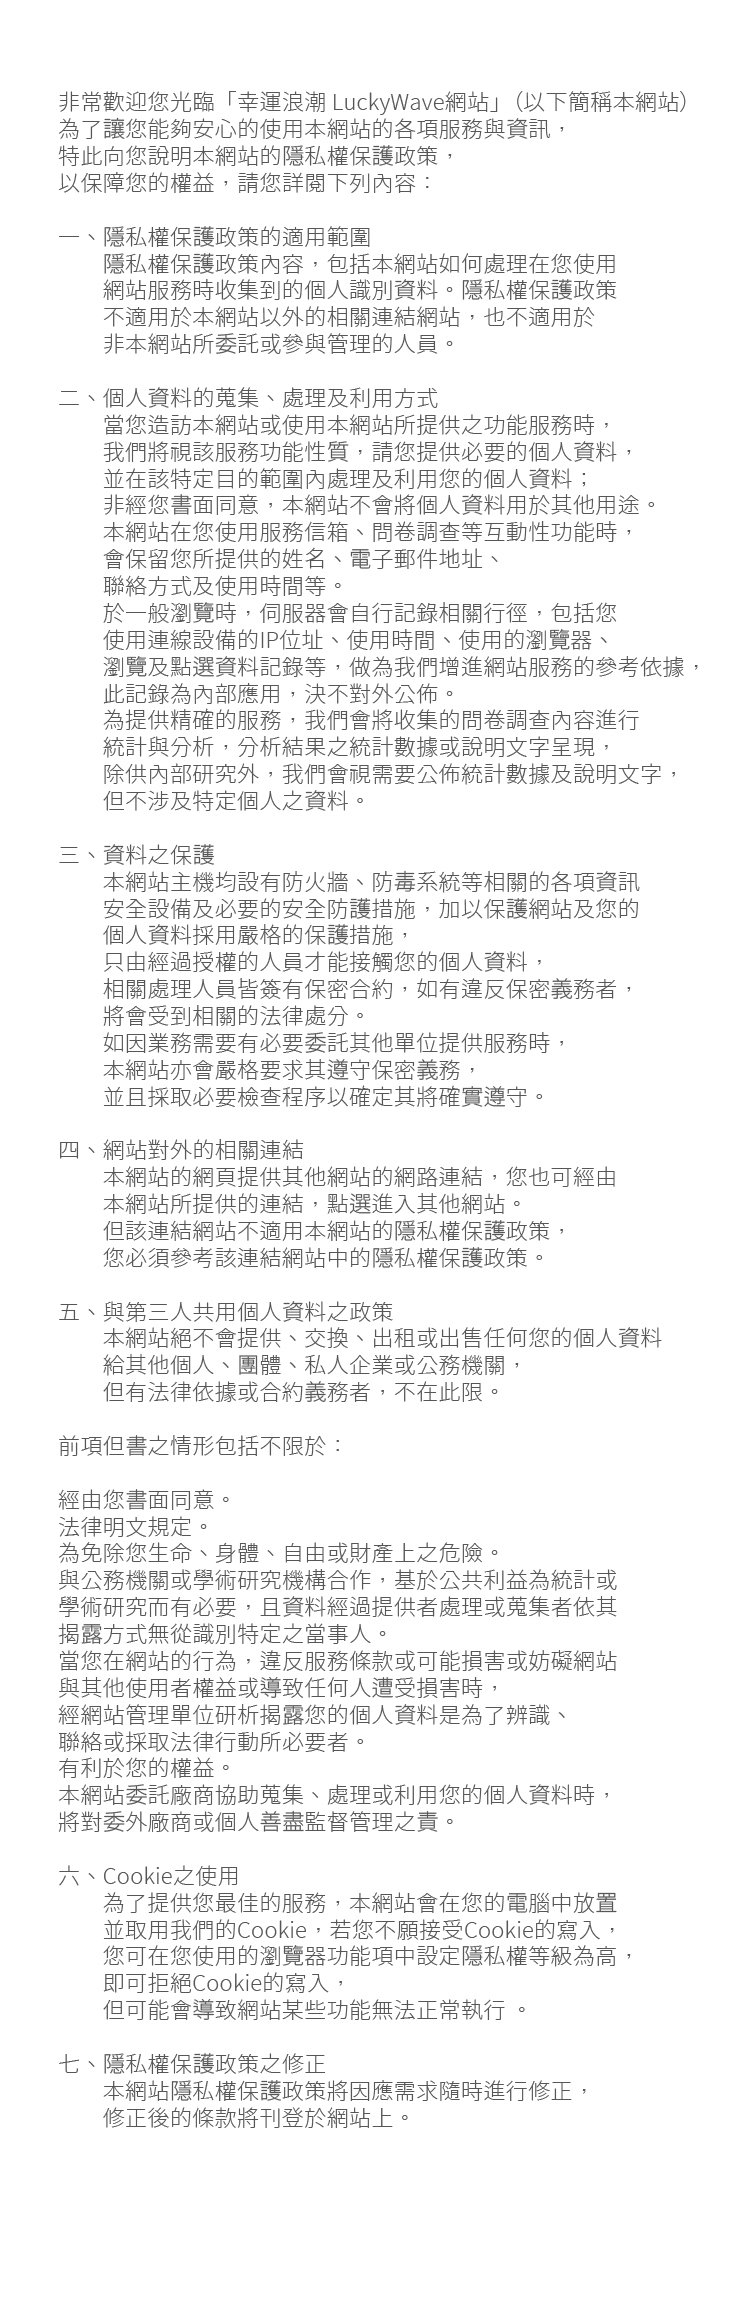 非常歡迎您光臨「幸運浪潮 LuckyWave網站」（以下簡稱本網站）
為了讓您能夠安心的使用本網站的各項服務與資訊，
特此向您說明本網站的隱私權保護政策，
以保障您的權益，請您詳閱下列內容：
一、隱私權保護政策的適用範圍
隱私權保護政策內容，包括本網站如何處理在您使用
網站服務時收集到的個人識別資料。隱私權保護政策
不適用於本網站以外的相關連結網站，也不適用於
非本網站所委託或參與管理的人員。
二、個人資料的蒐集、處理及利用方式
當您造訪本網站或使用本網站所提供之功能服務時，
我們將視該服務功能性質，請您提供必要的個人資料，
並在該特定目的範圍內處理及利用您的個人資料；
非經您書面同意，本網站不會將個人資料用於其他用途。
本網站在您使用服務信箱、問卷調查等互動性功能時，
會保留您所提供的姓名、電子郵件地址、
聯絡方式及使用時間等。
於一般瀏覽時，伺服器會自行記錄相關行徑，包括您
使用連線設備的IP位址、使用時間、使用的瀏覽器、
瀏覽及點選資料記錄等，做為我們增進網站服務的參考依據，
此記錄為內部應用，決不對外公佈。
為提供精確的服務，我們會將收集的問卷調查內容進行
統計與分析，分析結果之統計數據或說明文字呈現，
除供內部研究外，我們會視需要公佈統計數據及說明文字，
但不涉及特定個人之資料。
三、資料之保護
本網站主機均設有防火牆、防毒系統等相關的各項資訊
安全設備及必要的安全防護措施，加以保護網站及您的
個人資料採用嚴格的保護措施，
只由經過授權的人員才能接觸您的個人資料，
相關處理人員皆簽有保密合約，如有違反保密義務者，
將會受到相關的法律處分。
如因業務需要有必要委託其他單位提供服務時，
本網站亦會嚴格要求其遵守保密義務，
並且採取必要檢查程序以確定其將確實遵守。
四、網站對外的相關連結
本網站的網頁提供其他網站的網路連結，您也可經由
本網站所提供的連結，點選進入其他網站。
但該連結網站不適用本網站的隱私權保護政策，
您必須參考該連結網站中的隱私權保護政策。
五、與第三人共用個人資料之政策
本網站絕不會提供、交換、出租或出售任何您的個人資料
給其他個人、團體、私人企業或公務機關，
但有法律依據或合約義務者，不在此限。
前項但書之情形包括不限於：
經由您書面同意。
法律明文規定。
為免除您生命、身體、自由或財產上之危險。
與公務機關或學術研究機構合作，基於公共利益為統計或
學術研究而有必要，且資料經過提供者處理或蒐集者依其
揭露方式無從識別特定之當事人。
當您在網站的行為，違反服務條款或可能損害或妨礙網站
與其他使用者權益或導致任何人遭受損害時，
經網站管理單位研析揭露您的個人資料是為了辨識、
聯絡或採取法律行動所必要者。
有利於您的權益。
本網站委託廠商協助蒐集、處理或利用您的個人資料時，
將對委外廠商或個人善盡監督管理之責。
六、Cookie之使用
為了提供您最佳的服務，本網站會在您的電腦中放置
並取用我們的Cookie，若您不願接受Cookie的寫入，
您可在您使用的瀏覽器功能項中設定隱私權等級為高，
即可拒絕Cookie的寫入，
但可能會導致網站某些功能無法正常執行 。
七、隱私權保護政策之修正
本網站隱私權保護政策將因應需求隨時進行修正，
修正後的條款將刊登於網站上。